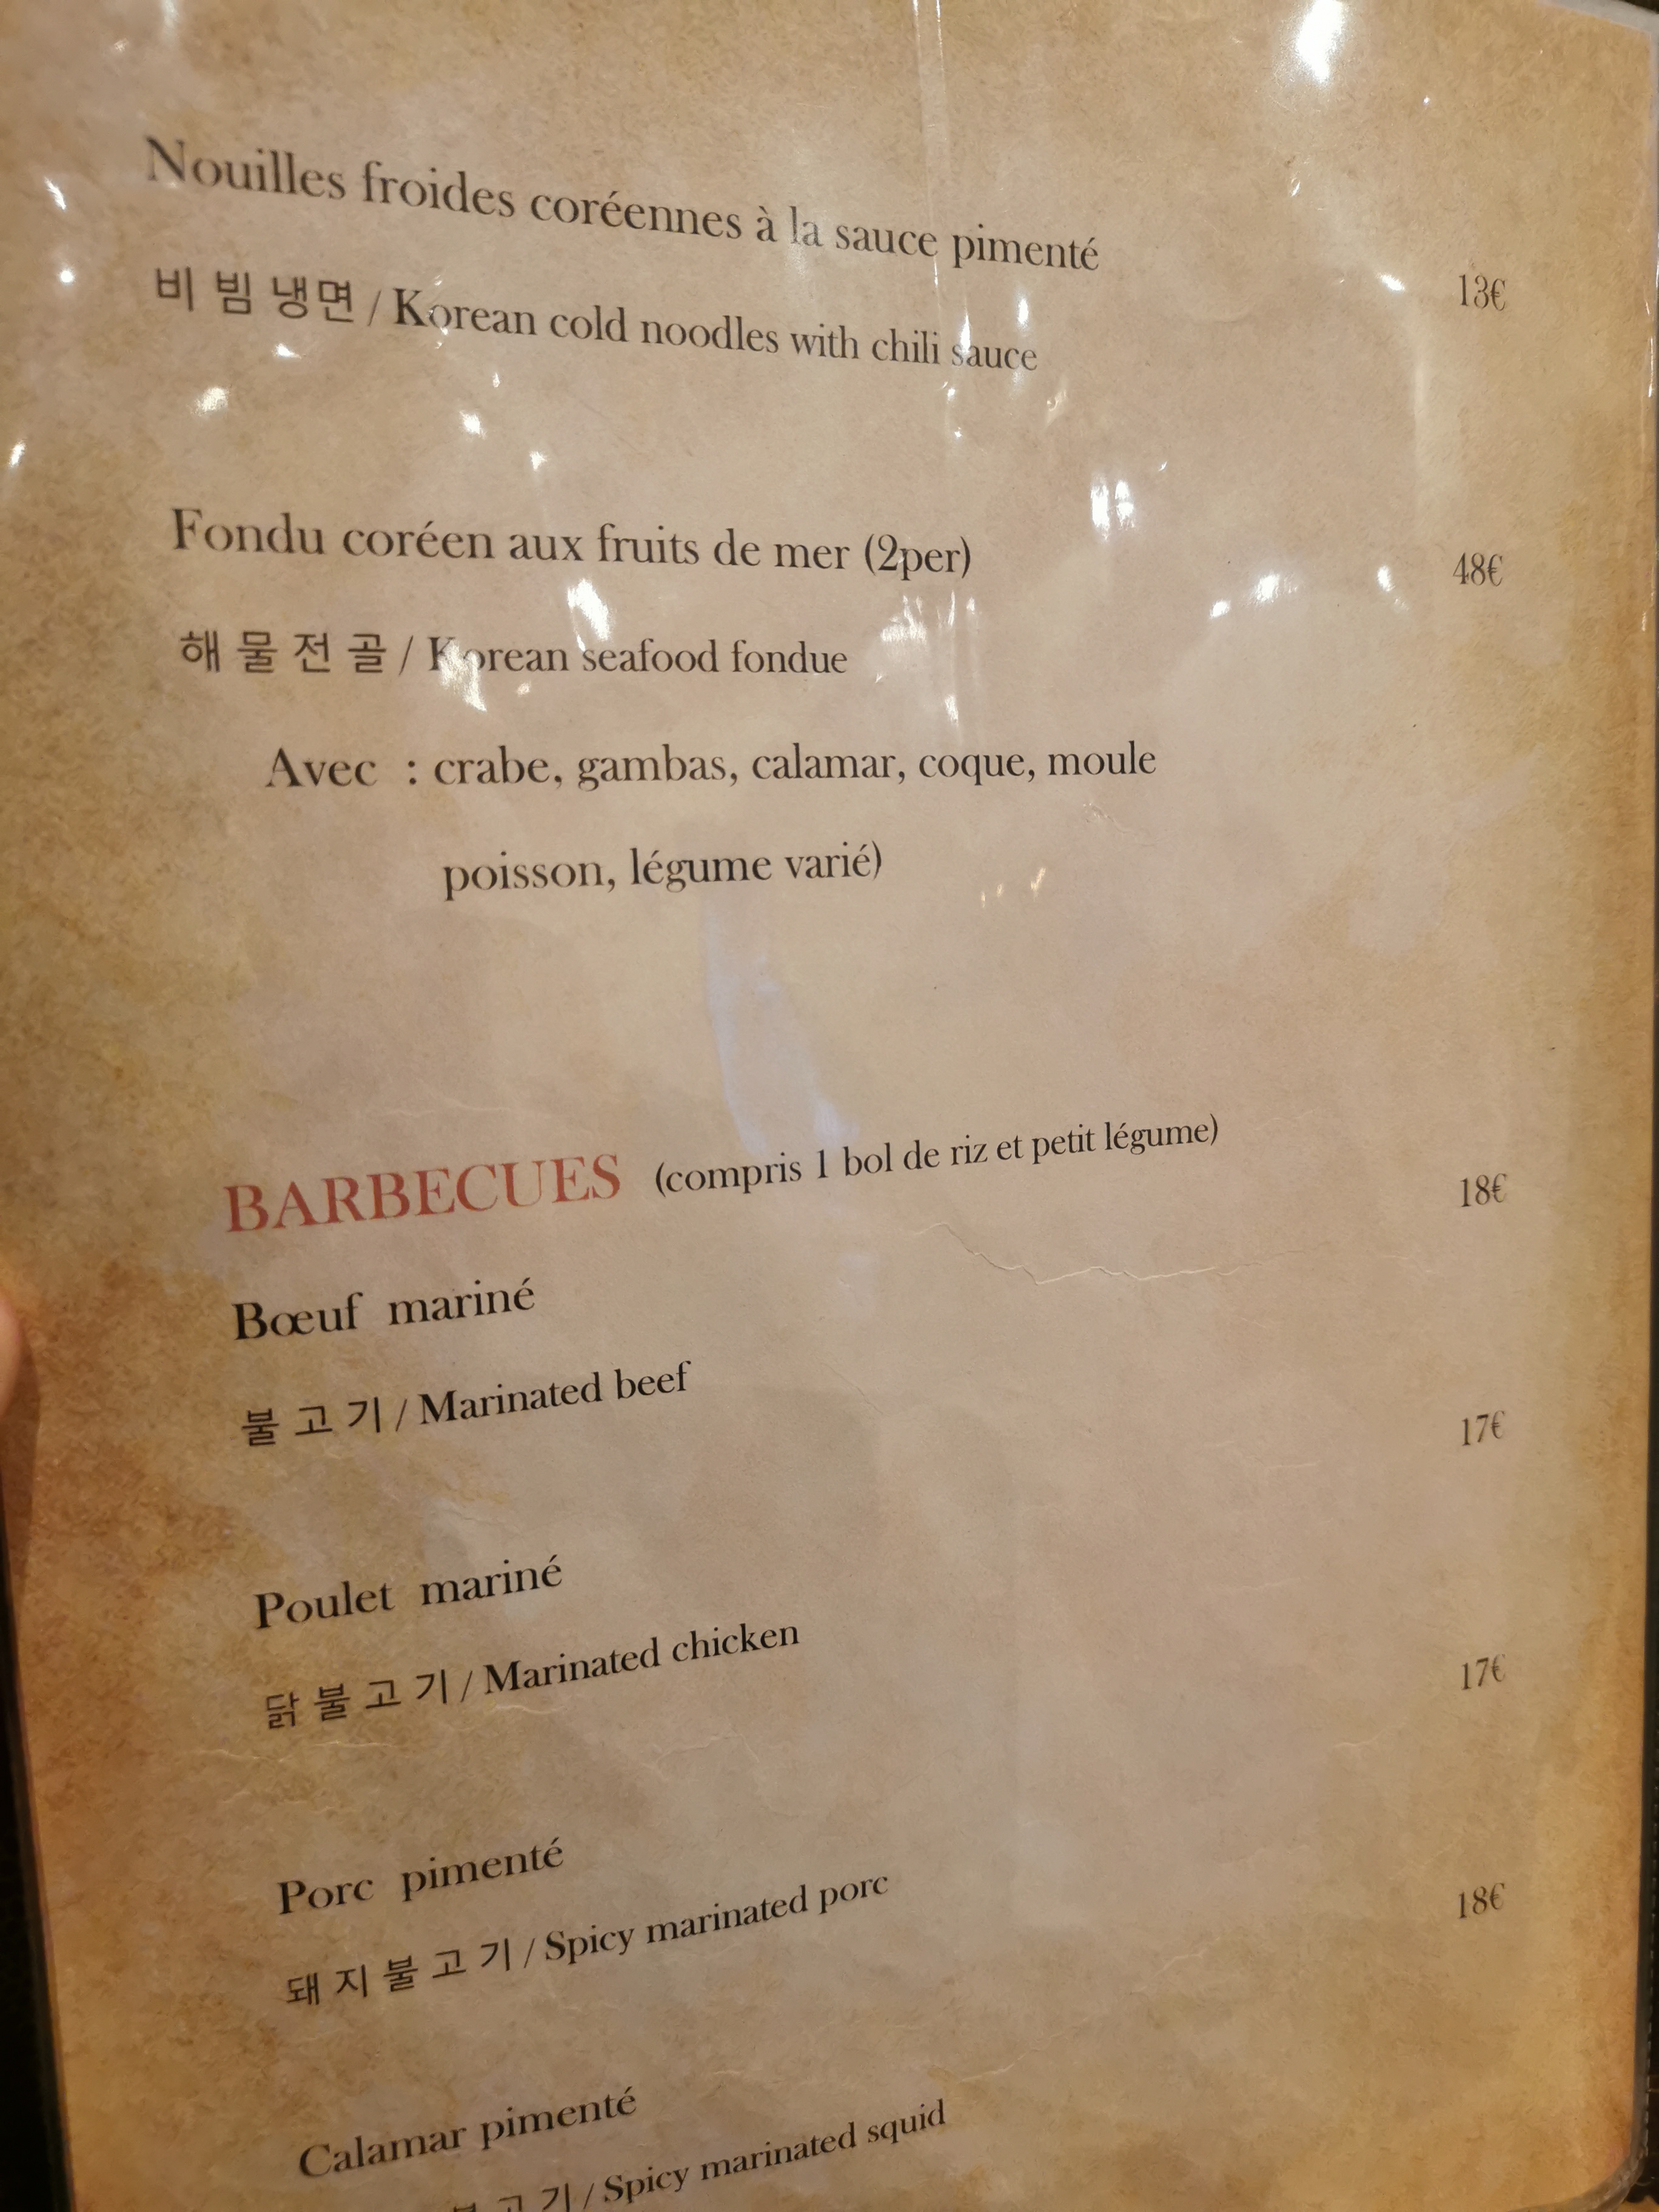 Nouilles froides coréennes à la sauce pimenté
13€
비 빔 냉면 / Korean cold noodles with chili sauce
Fondu coréen aux fruits de mer (2per)
48€
해 물 전 골 / Korean seafood fondue
Avec : crabe, gambas, calamar, coque, moule
poisson, légume varié)
BARBECUES (compris 1 bol de riz et petit légume)
18€
Bœuf mariné
불 고 기 / Marinated beef
17€
Poulet mariné
닭 불 고 기 / Marinated chicken
17€
Porc pimenté
돼 지 불 고 기 / Spicy marinated porc
18€
Calamar pimenté
불 고 기 / Spicy marinated squid